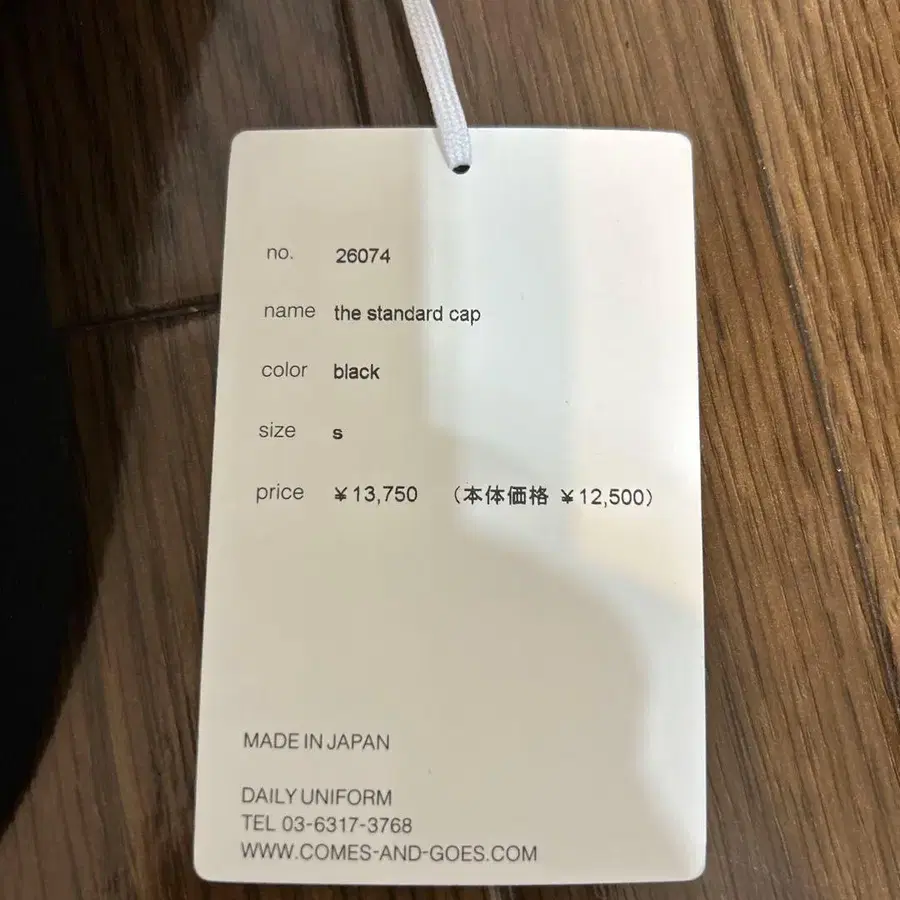 no. 26074
name the standard cap
color black
size s
price ￥13,750 （本体価格 ￥12,500）
MADE IN JAPAN
DAILY UNIFORM
TEL 03-6317-3768
WWW.COMES-AND-GOES.COM